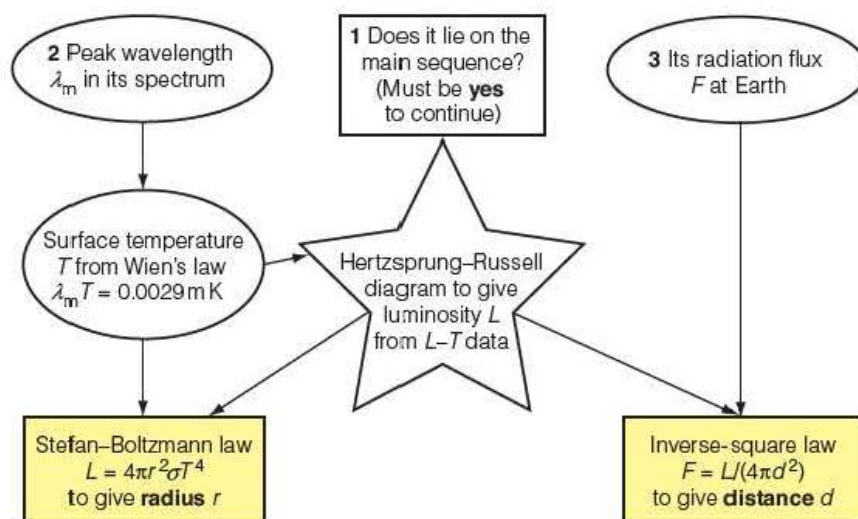 2 Peak wavelength
λm in its spectrum
1 Does it lie on the
main sequence?
(Must be yes
to continue)
3 Its radiation flux
F at Earth
Surface temperature
T from Wien's law
λmT = 0.0029 m K
Hertzsprung–Russell
diagram to give
luminosity L
from L–T data
Stefan–Boltzmann law
L = 4πr²σT⁴
to give radius r
Inverse-square law
F = L/(4πd²)
to give distance d